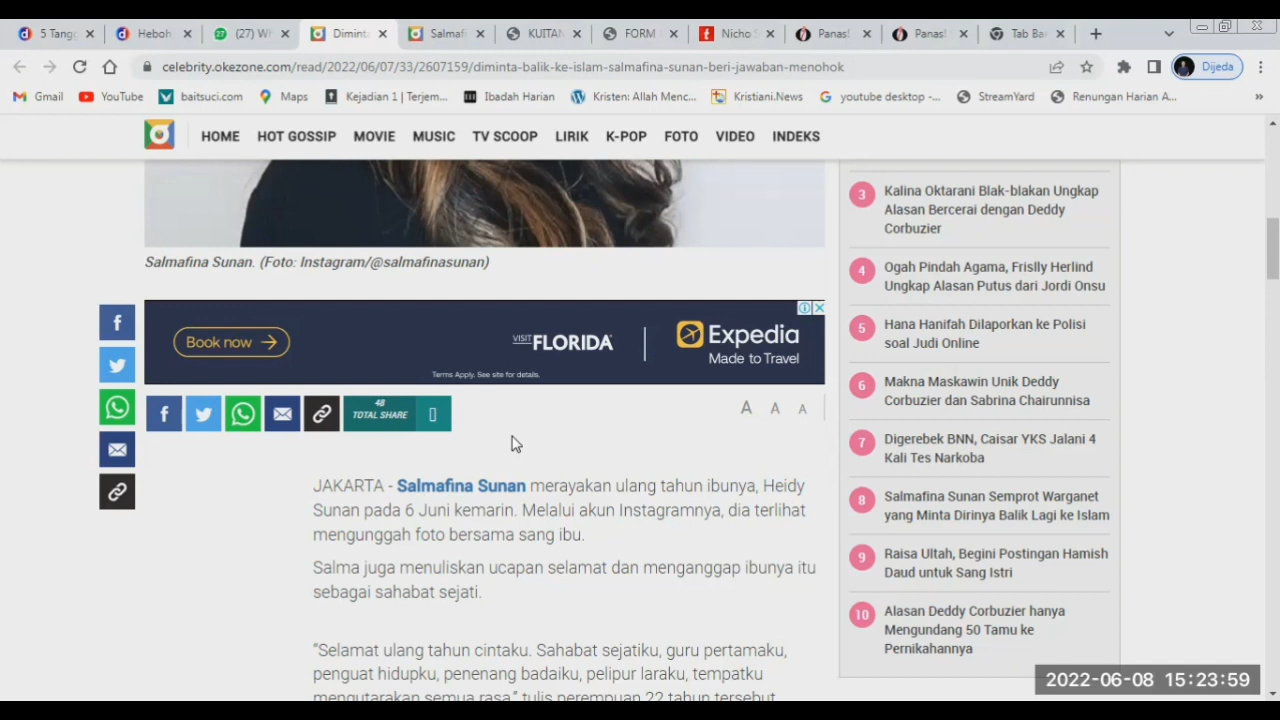 5 Tangg
Heboh
(27) Wh
Diminta
Salmafi
KUITAN
FORM
Nicho S
Panas!
Panas!
Tab Ba
celebrity.okezone.com/read/2022/06/07/33/2607159/diminta-balik-ke-islam-salmafina-sunan-beri-jawaban-menohok
Dijeda
Gmail
YouTube
baitsuci.com
Maps
Kejadian 1 | Terjem...
Ibadah Harian
Kristen: Allah Menc...
Kristiani.News
youtube desktop -...
StreamYard
Renungan Harian A...
HOME
HOT GOSSIP
MOVIE
MUSIC
TV SCOOP
LIRIK
K-POP
FOTO
VIDEO
INDEKS
Salmafina Sunan. (Foto: Instagram/@salmafinasunan)
Book now →
VISIT FLORIDA
Expedia
Made to Travel
Terms Apply. See site for details.
48
TOTAL SHARE
A A A
JAKARTA - Salmafina Sunan merayakan ulang tahun ibunya, Heidy
Sunan pada 6 Juni kemarin. Melalui akun Instagramnya, dia terlihat
mengunggah foto bersama sang ibu.
Salma juga menuliskan ucapan selamat dan menganggap ibunya itu
sebagai sahabat sejati.
“Selamat ulang tahun cintaku. Sahabat sejatiku, guru pertamaku,
penguat hidupku, penenang badaiku, pelipur laraku, tempatku
mengutarakan semua rasa,” tulis perempuan 22 tahun tersebut
3 Kalina Oktarani Blak-blakan Ungkap
Alasan Bercerai dengan Deddy
Corbuzier
4 Ogah Pindah Agama, Frislly Herlind
Ungkap Alasan Putus dari Jordi Onsu
5 Hana Hanifah Dilaporkan ke Polisi
soal Judi Online
6 Makna Maskawin Unik Deddy
Corbuzier dan Sabrina Chairunnisa
7 Digerebek BNN, Caisar YKS Jalani 4
Kali Tes Narkoba
8 Salmafina Sunan Semprot Warganet
yang Minta Dirinya Balik Lagi ke Islam
9 Raisa Ultah, Begini Postingan Hamish
Daud untuk Sang Istri
10 Alasan Deddy Corbuzier hanya
Mengundang 50 Tamu ke
Pernikahannya
2022-06-08 15:23:59